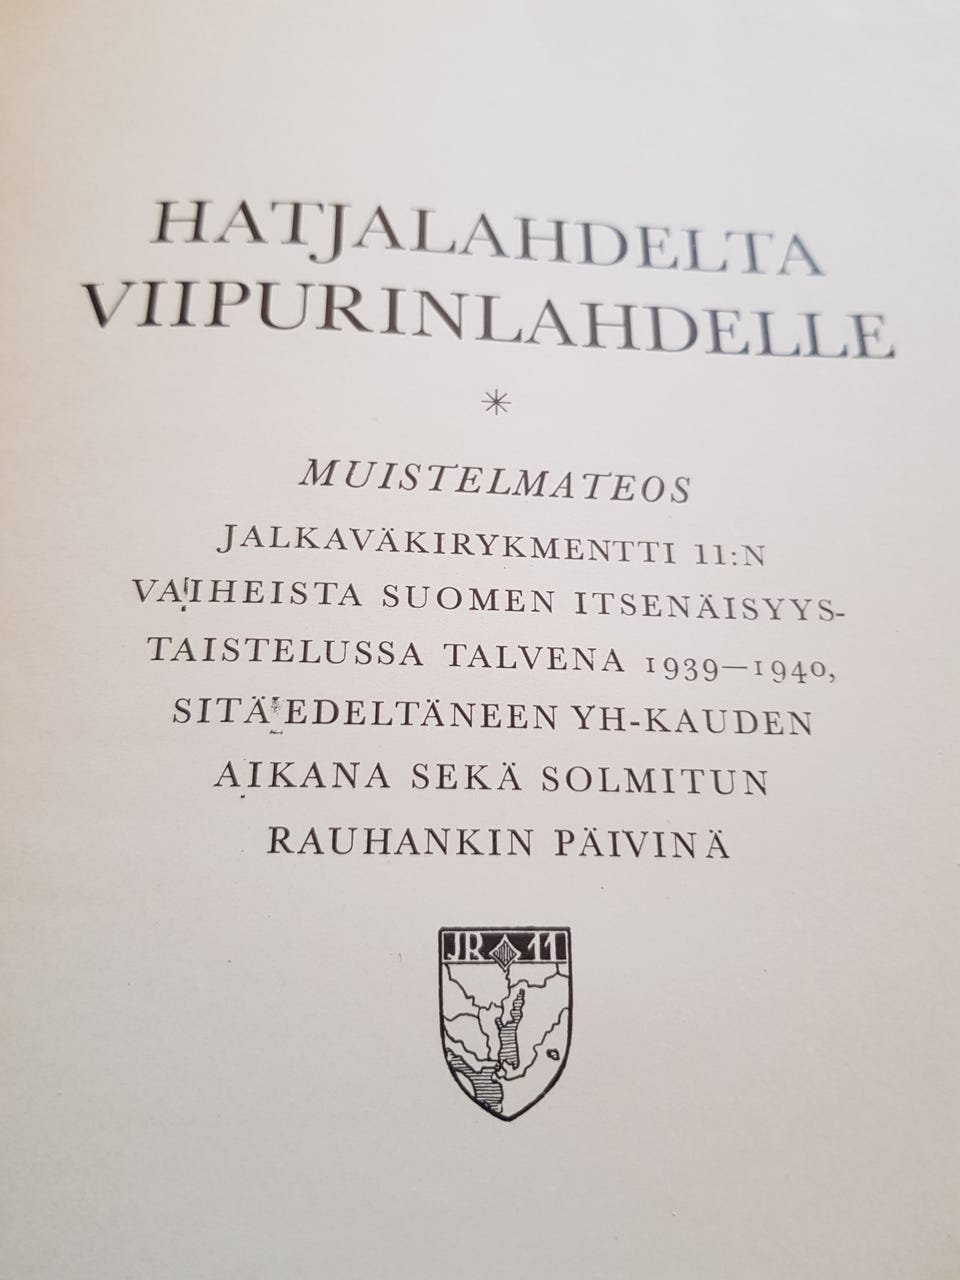 HATJALAHDELTA
VIIPURINLAHDELLE
*
MUISTELMATEOS
JALKAVÄKIRYKMENTTI 11:N
VAIHEISTA SUOMEN ITSENÄISYYS-
TAISTELUSSA TALVENA 1939—1940,
SITÄ EDELTÄNEEN YH-KAUDEN
AIKANA SEKÄ SOLMITUN
RAUHANKIN PÄIVINÄ
JR 11